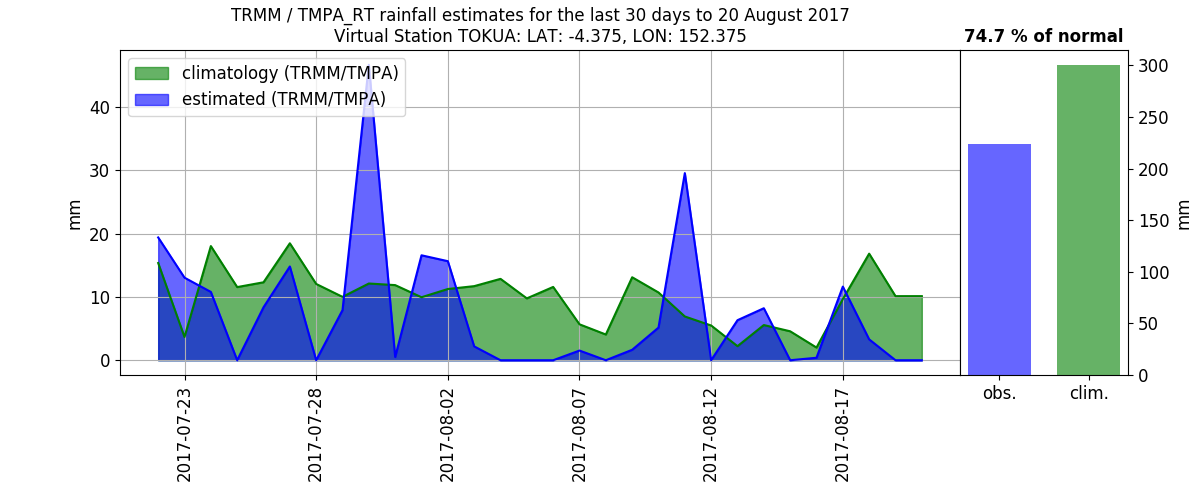 TRMM / TMPA_RT rainfall estimates for the last 30 days to 20 August 2017
Virtual Station TOKUA: LAT: -4.375, LON: 152.375
74.7 % of normal
climatology (TRMM/TMPA)
estimated (TRMM/TMPA)
mm
40
30
20
10
0
2017-07-23
2017-07-28
2017-08-02
2017-08-07
2017-08-12
2017-08-17
300
250
200
150
100
50
0
mm
obs.
clim.